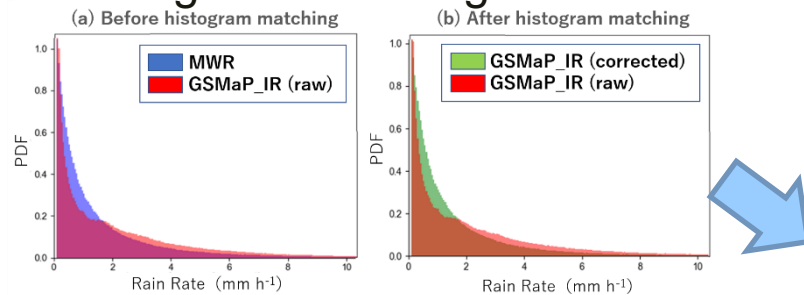 (a) Before histogram matching
MWR
GSMaP_IR (raw)
PDF
1.0
0.8
0.6
0.4
0.2
0.0
0 2 4 6 8 10
Rain Rate (mm h-1)
(b) After histogram matching
GSMaP_IR (corrected)
GSMaP_IR (raw)
PDF
1.0
0.8
0.6
0.4
0.2
0.0
0 2 4 6 8 10
Rain Rate (mm h-1)